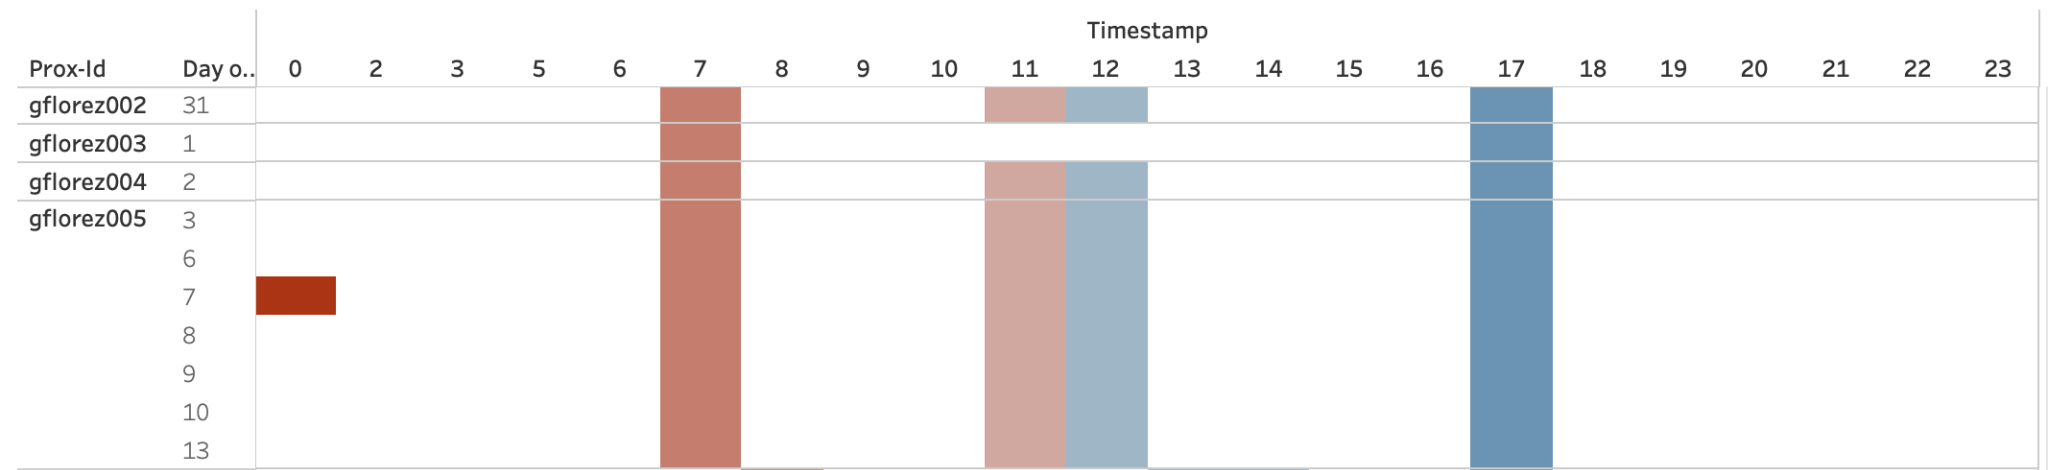 Timestamp
Prox-Id Day o.. 0 2 3 5 6 7 8 9 10 11 12 13 14 15 16 17 18 19 20 21 22 23
gflorez002 31
gflorez003 1
gflorez004 2
gflorez005 3
6
7
8
9
10
13